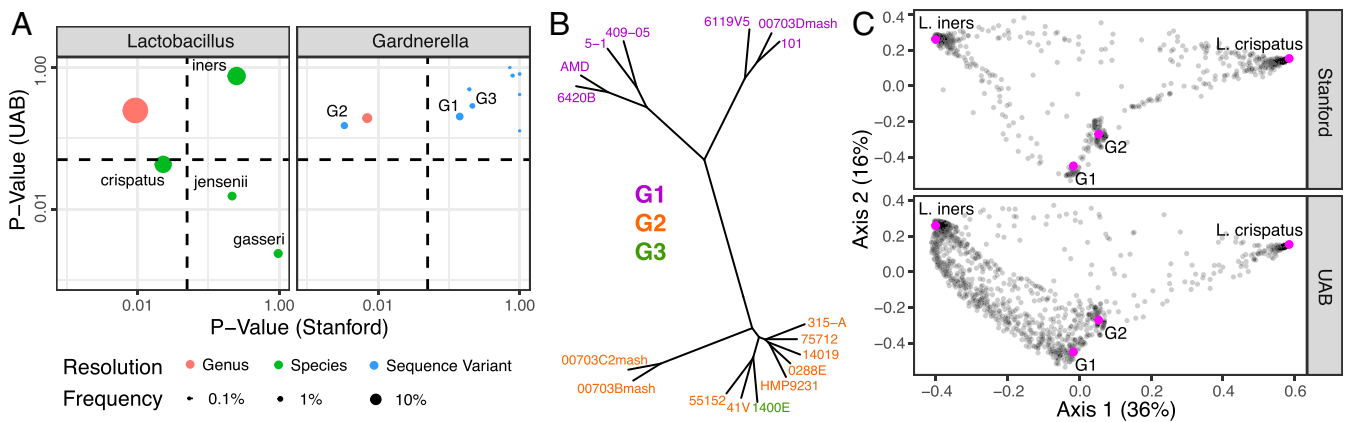 A
Lactobacillus
Gardnerella
P−Value (UAB)
1.00
0.01
iners
crispatus
jensenii
gasseri
G2
G1
G3
0.01
1.00
0.01
1.00
P−Value (Stanford)
Resolution
Genus
Species
Sequence Variant
Frequency
0.1%
1%
10%
B
6119V5
00703Dmash
409−05
5−1
101
AMD
6420B
G1
G2
G3
315−A
75712
14019
0288E
HMP9231
00703C2mash
00703Bmash
55152
41V
1400E
C
Axis 2 (16%)
0.4
0.2
0.0
−0.2
−0.4
L. iners
L. crispatus
G2
G1
Stanford
0.4
0.2
0.0
−0.2
−0.4
L. iners
L. crispatus
G2
G1
UAB
−0.4
−0.2
0.0
0.2
0.4
0.6
Axis 1 (36%)